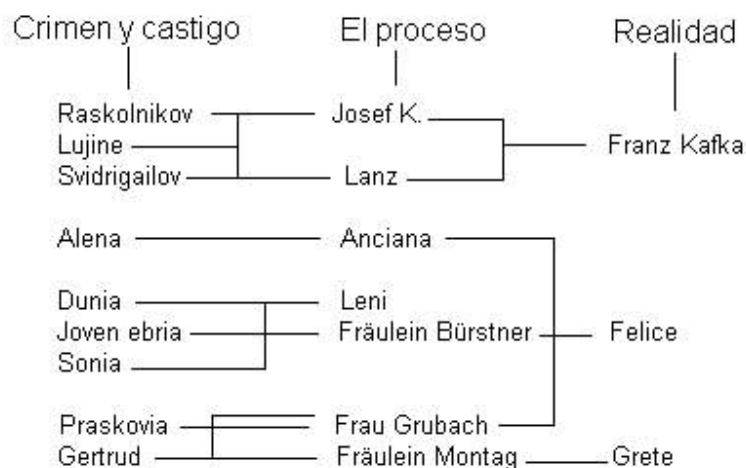 Crimen y castigo El proceso Realidad
Raskolnikov Josef K.
Lujine Franz Kafka
Svidrigailov Lanz
Alena Anciana
Dunia Leni
Joven ebria Fräulein Bürstner Felice
Sonia
Praskovia Frau Grubach
Gertrud Fräulein Montag Grete